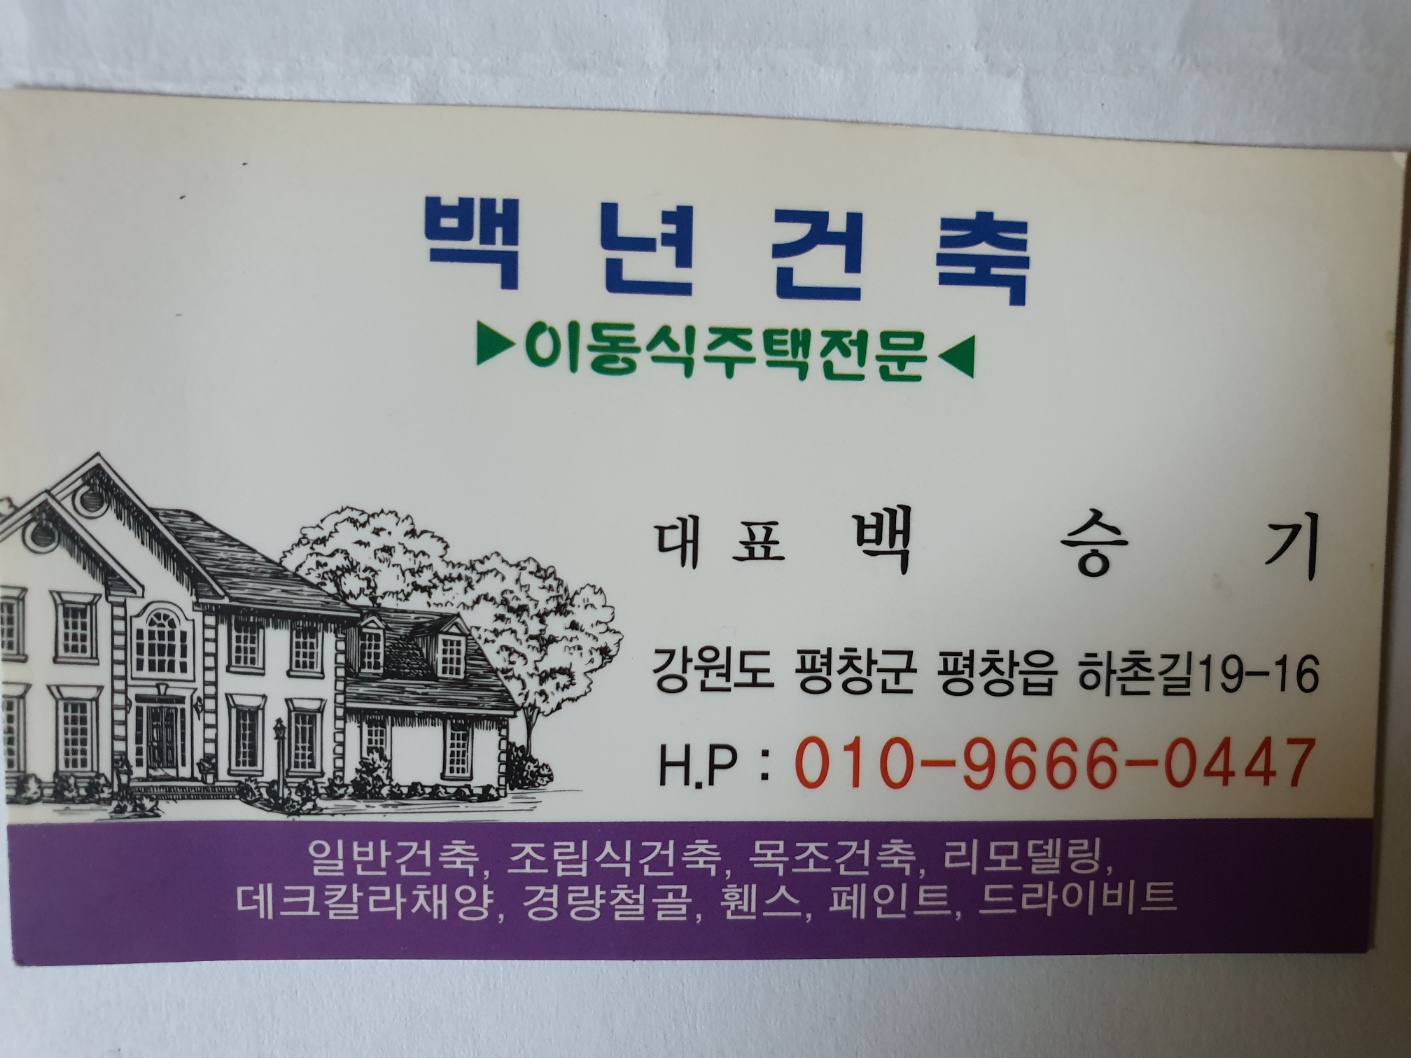 백년건축
▶이동식주택전문◀
대표 백승기
강원도 평창군 평창읍 하촌길19-16
H.P : 010-9666-0447
일반건축, 조립식건축, 목조건축, 리모델링,
데크칼라채양, 경량철골, 휀스, 페인트, 드라이비트